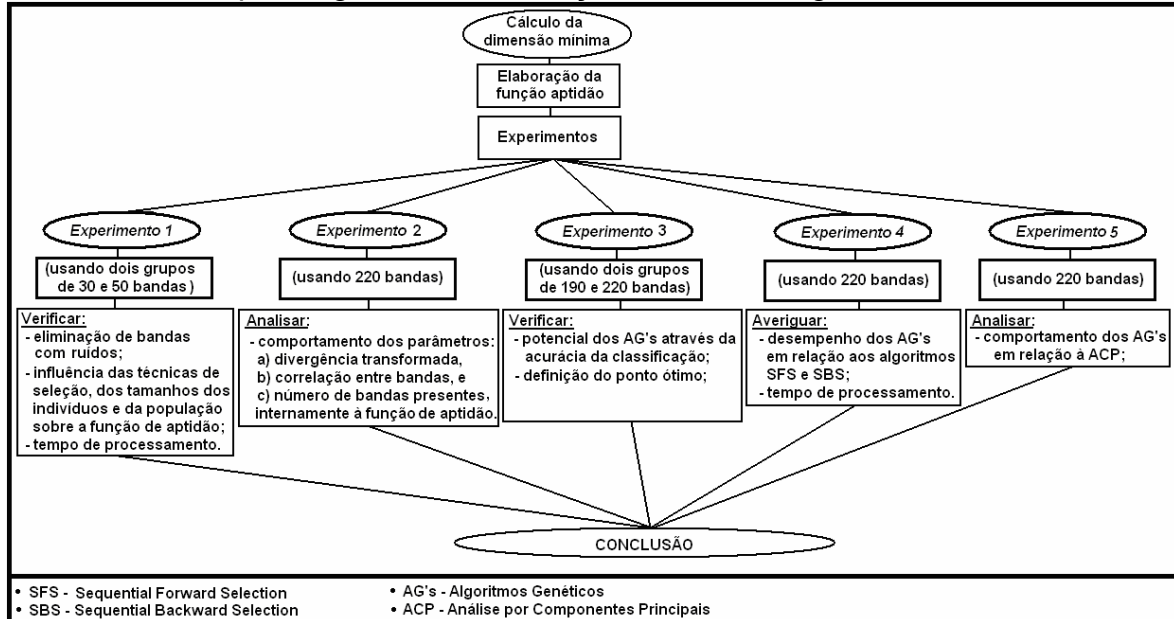 Cálculo da
dimensão mínima
Elaboração da
função aptidão
Experimentos
Experimento 1
(usando dois grupos
de 30 e 50 bandas )
Verificar:
- eliminação de bandas
com ruídos;
- influência das técnicas de
seleção, dos tamanhos dos
indivíduos e da população
sobre a função de aptidão;
- tempo de processamento.
Experimento 2
(usando 220 bandas)
Analisar:
- comportamento dos parâmetros:
a) divergência transformada,
b) correlação entre bandas, e
c) número de bandas presentes,
internamente à função de aptidão.
Experimento 3
(usando dois grupos
de 190 e 220 bandas)
Verificar:
- potencial dos AG's através da
acurácia da classificação;
- definição do ponto ótimo;
Experimento 4
(usando 220 bandas)
Averiguar:
- desempenho dos AG's
em relação aos algoritmos
SFS e SBS;
- tempo de processamento.
Experimento 5
(usando 220 bandas)
Analisar:
- comportamento dos AG's
em relação à ACP;
CONCLUSÃO
• SFS - Sequential Forward Selection
• SBS - Sequential Backward Selection
• AG's - Algoritmos Genéticos
• ACP - Análise por Componentes Principais